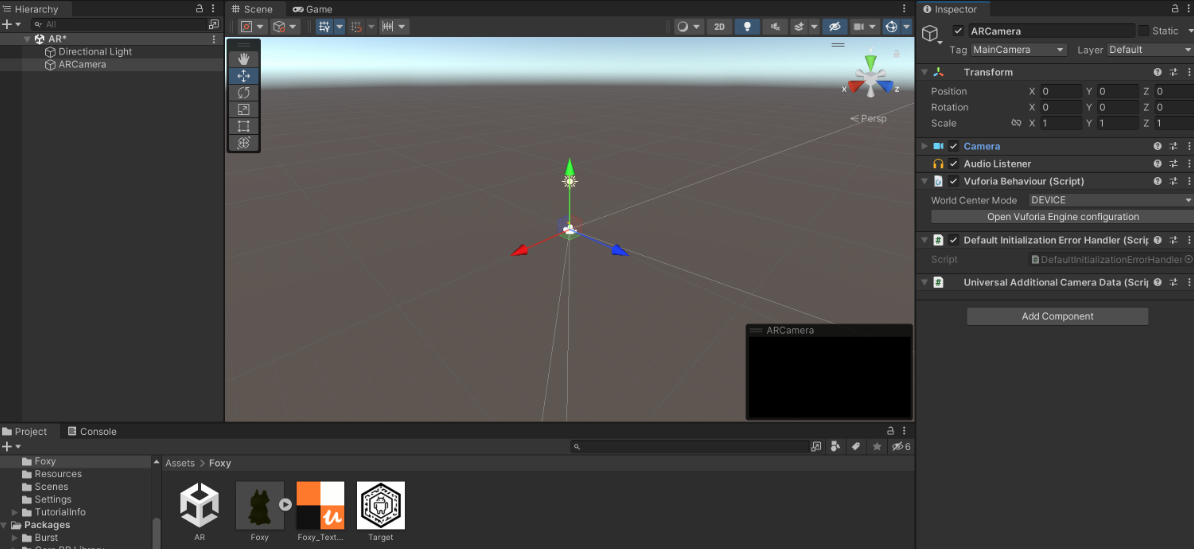 Hierarchy
All
AR*
Directional Light
ARCamera
Scene
Game
2D
x
z
Persp
ARCamera
Inspector
ARCamera
Static
Tag MainCamera Layer Default
Transform
Position X 0 Y 0 Z 0
Rotation X 0 Y 0 Z 0
Scale X 1 Y 1 Z 1
Camera
Audio Listener
Vuforia Behaviour (Script)
World Center Mode DEVICE
Open Vuforia Engine configuration
Default Initialization Error Handler (Scrip
Script DefaultInitializationErrorHandler
Universal Additional Camera Data (Scrip
Add Component
Project
Console
6
Foxy
Resources
Scenes
Settings
TutorialInfo
Packages
Burst
Assets > Foxy
AR
Foxy
Foxy_Text...
Target